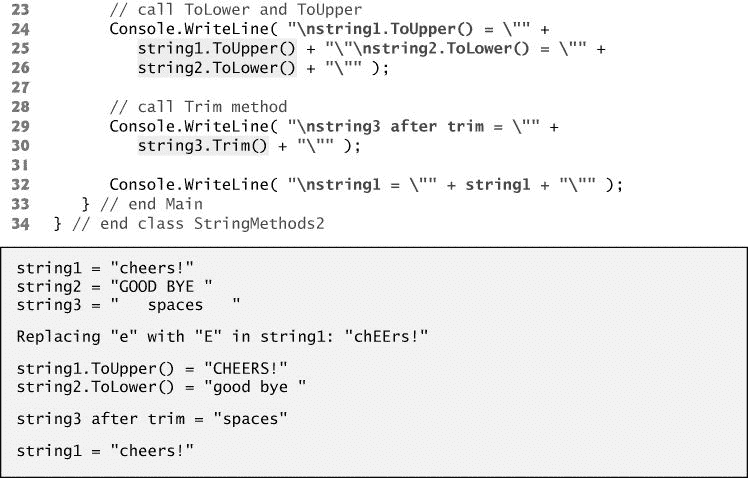 23 // call ToLower and ToUpper
24 Console.WriteLine( "\nstring1.ToUpper() = \"" +
25 string1.ToUpper() + "\"\nstring2.ToLower() = \"" +
26 string2.ToLower() + "\"" );
27
28 // call Trim method
29 Console.WriteLine( "\nstring3 after trim = \"" +
30 string3.Trim() + "\"" );
31
32 Console.WriteLine( "\nstring1 = \"" + string1 + "\"" );
33 } // end Main
34 } // end class StringMethods2
string1 = "cheers!"
string2 = "GOOD BYE "
string3 = "   spaces   "
Replacing "e" with "E" in string1: "chEErs!"
string1.ToUpper() = "CHEERS!"
string2.ToLower() = "good bye "
string3 after trim = "spaces"
string1 = "cheers!"